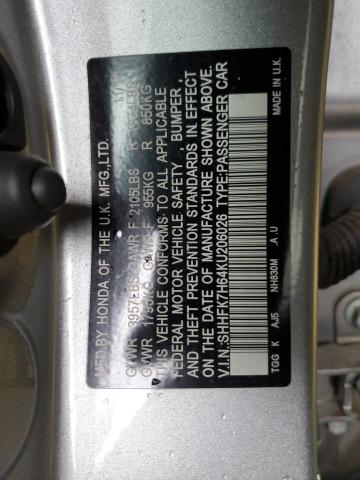 MFD BY HONDA OF THE U.K. MFG.,LTD.
GVWR 3957LBS GAWR F 2105LBS R LBS
GVWR 1795KG GAWR F 955KG R 850KG
THIS VEHICLE CONFORMS TO ALL APPLICABLE
FEDERAL MOTOR VEHICLE SAFETY, BUMPER,
AND THEFT PREVENTION STANDARDS IN EFFECT
ON THE DATE OF MANUFACTURE SHOWN ABOVE.
V.I.N.:SHHFK7H64KU206026 TYPE:PASSENGER CAR
TGG K AJ5 NH830M .A.U